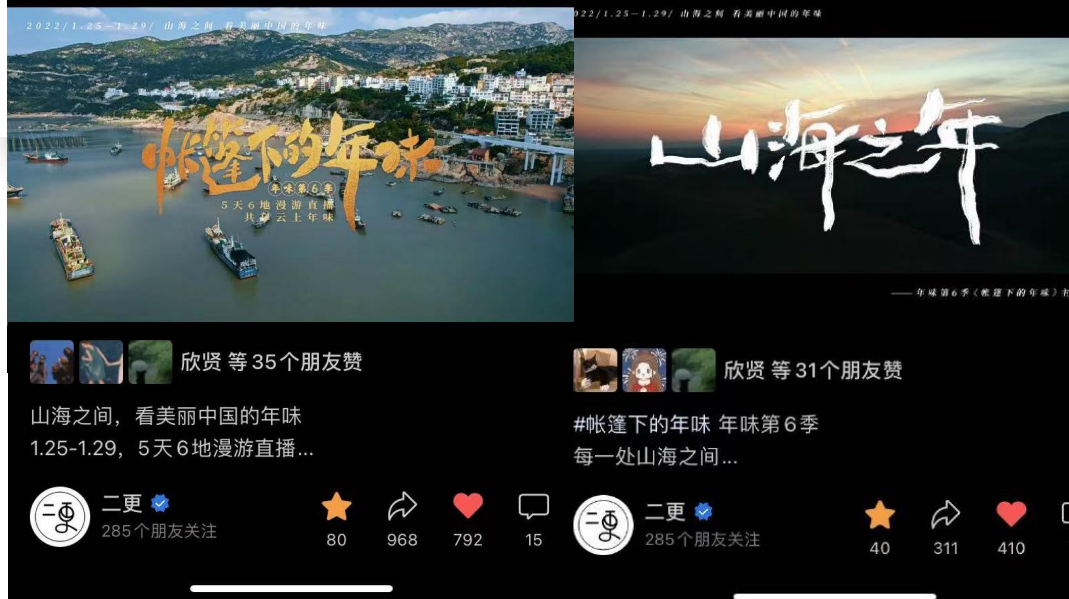 2022/1.25—1.29/ 山海之间 看美丽中国的年味
帐篷下的年味
年味第6季
5天6地漫游直播
共享云上年味
欣贤 等35个朋友赞
山海之间，看美丽中国的年味
1.25-1.29，5天6地漫游直播...
二更
285个朋友关注
80
968
792
15
022/1.25—1.29/ 山海之间 看美丽中国的年味
山海之年
——年味第6季《帐篷下的年味》主
欣贤 等31个朋友赞
#帐篷下的年味 年味第6季
每一处山海之间...
二更
285个朋友关注
40
311
410